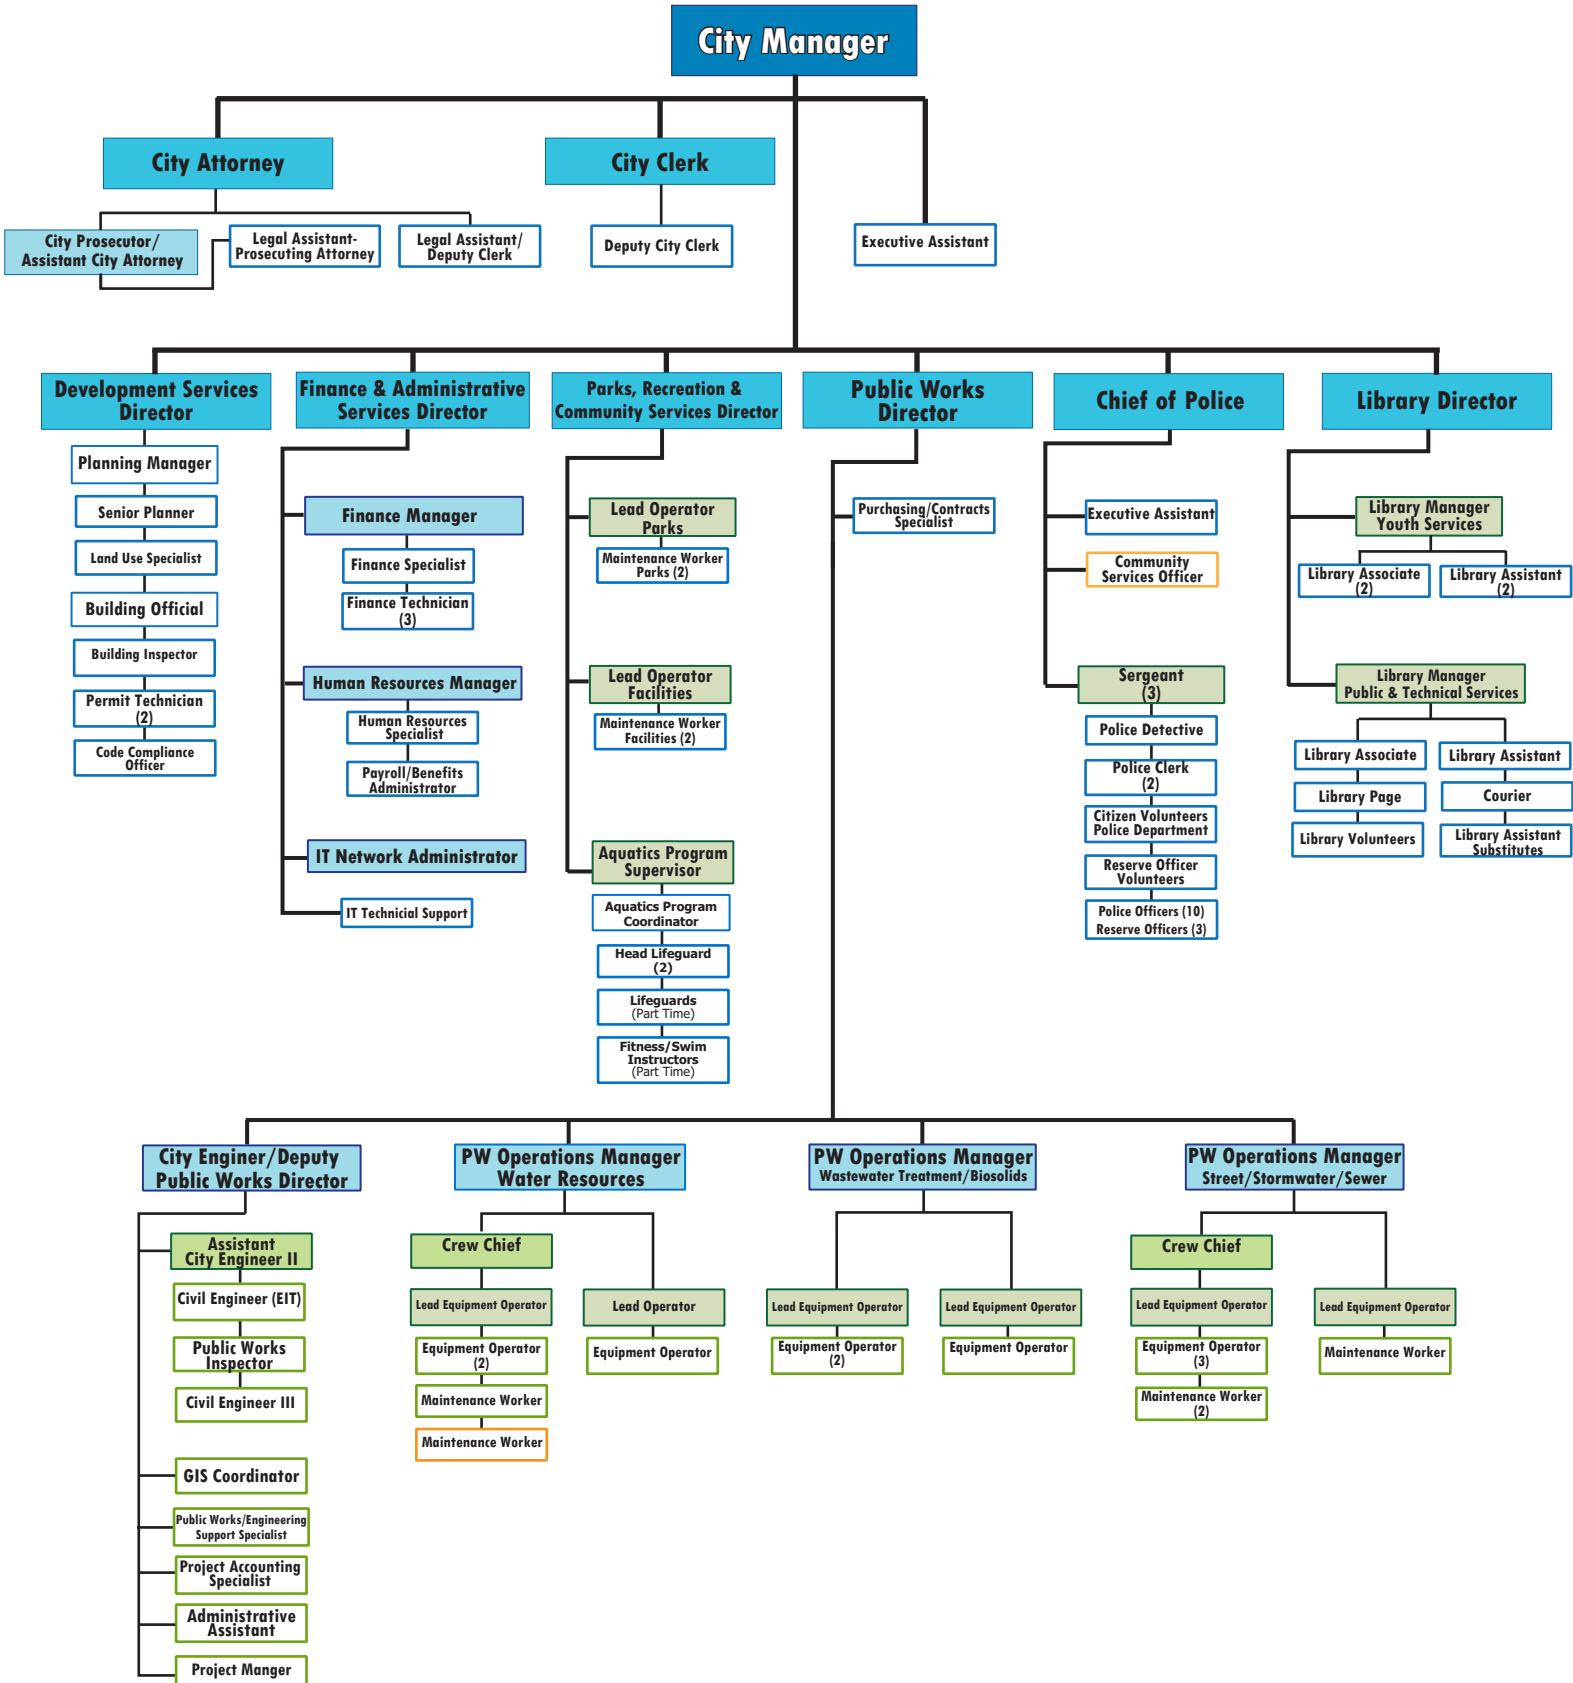 City Manager
City Attorney
City Clerk
City Prosecutor/
Assistant City Attorney
Legal Assistant-
Prosecuting Attorney
Legal Assistant/
Deputy Clerk
Deputy City Clerk
Executive Assistant
Development Services
Director
Planning Manager
Senior Planner
Land Use Specialist
Building Official
Building Inspector
Permit Technician
(2)
Code Compliance
Officer
Finance & Administrative
Services Director
Finance Manager
Finance Specialist
Finance Technician
(3)
Human Resources Manager
Human Resources
Specialist
Payroll/Benefits
Administrator
IT Network Administrator
IT Technicial Support
Parks, Recreation &
Community Services Director
Lead Operator
Parks
Maintenance Worker
Parks (2)
Lead Operator
Facilities
Maintenance Worker
Facilities (2)
Aquatics Program
Supervisor
Aquatics Program
Coordinator
Head Lifeguard
(2)
Lifeguards
(Part Time)
Fitness/Swim
Instructors
(Part Time)
Public Works
Director
Purchasing/Contracts
Specialist
Chief of Police
Executive Assistant
Community
Services Officer
Sergeant
(3)
Police Detective
Police Clerk
(2)
Citizen Volunteers
Police Department
Reserve Officer
Volunteers
Police Officers (10)
Reserve Officers (3)
Library Director
Library Manager
Youth Services
Library Associate
(2)
Library Assistant
(2)
Library Manager
Public & Technical Services
Library Associate
Library Page
Library Volunteers
Library Assistant
Courier
Library Assistant
Substitutes
City Enginer/Deputy
Public Works Director
Assistant
City Engineer II
Civil Engineer (EIT)
Public Works
Inspector
Civil Engineer III
GIS Coordinator
Public Works/Engineering
Support Specialist
Project Accounting
Specialist
Administrative
Assistant
Project Manger
PW Operations Manager
Water Resources
Crew Chief
Lead Equipment Operator
Equipment Operator
(2)
Maintenance Worker
Maintenance Worker
Lead Operator
Equipment Operator
PW Operations Manager
Wastewater Treatment/Biosolids
Lead Equipment Operator
Equipment Operator
(2)
Lead Equipment Operator
Equipment Operator
PW Operations Manager
Street/Stormwater/Sewer
Crew Chief
Lead Equipment Operator
Equipment Operator
(3)
Maintenance Worker
(2)
Lead Equipment Operator
Maintenance Worker